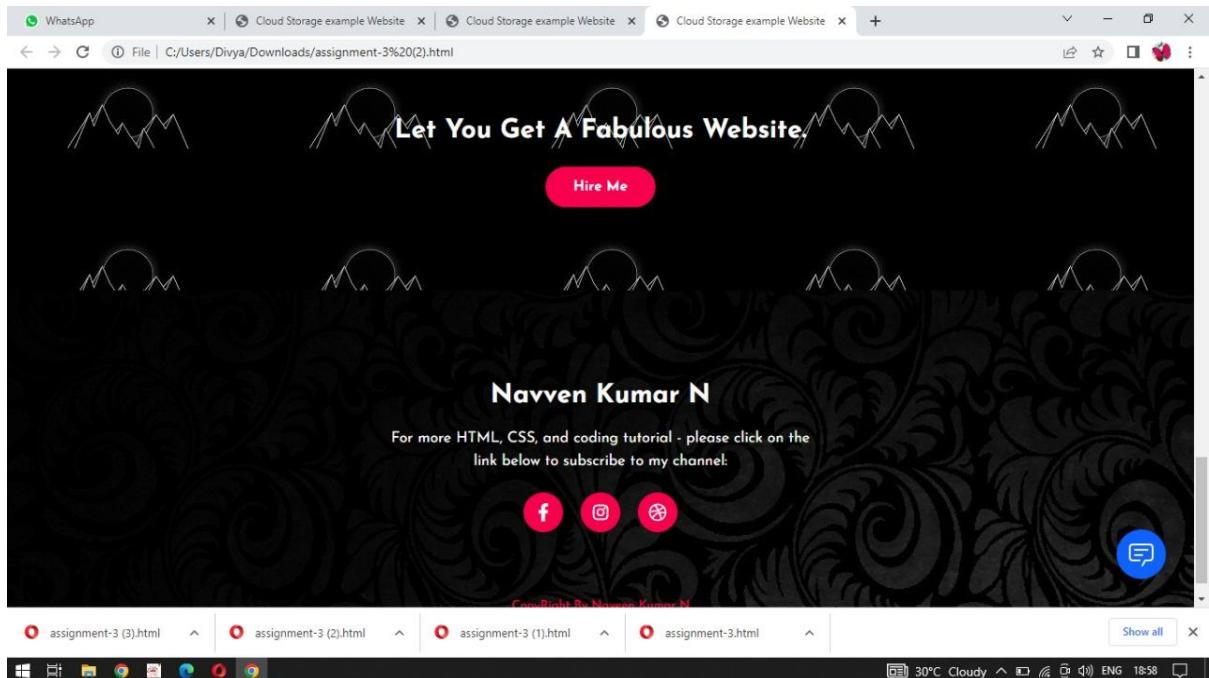 WhatsApp
Cloud Storage example Website
Cloud Storage example Website
Cloud Storage example Website
File | C:/Users/Divya/Downloads/assignment-3%20(2).html
Let You Get A Fabulous Website.
Hire Me
Navven Kumar N
For more HTML, CSS, and coding tutorial - please click on the
link below to subscribe to my channel:
CopyRight By Navven Kumar N
assignment-3 (3).html
assignment-3 (2).html
assignment-3 (1).html
assignment-3.html
Show all
30°C Cloudy
ENG
18:58